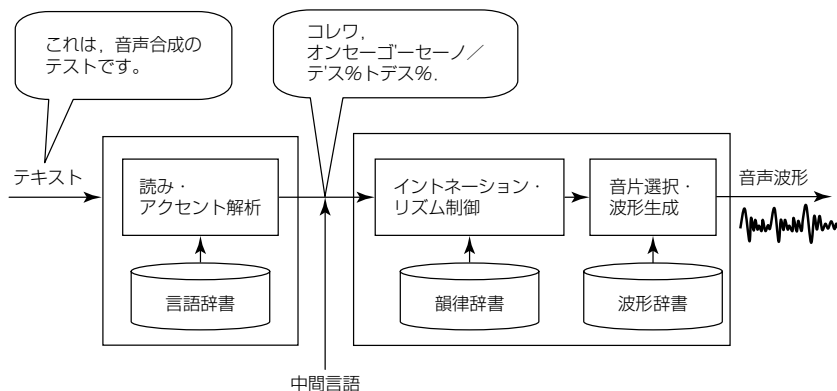 これは，音声合成の
テストです。
コレワ，
オンセーゴ'ーセーノ／
テ'ス%トデス%．
テキスト
読み・
アクセント解析
イントネーション・
リズム制御
音片選択・
波形生成
音声波形
言語辞書
韻律辞書
波形辞書
中間言語